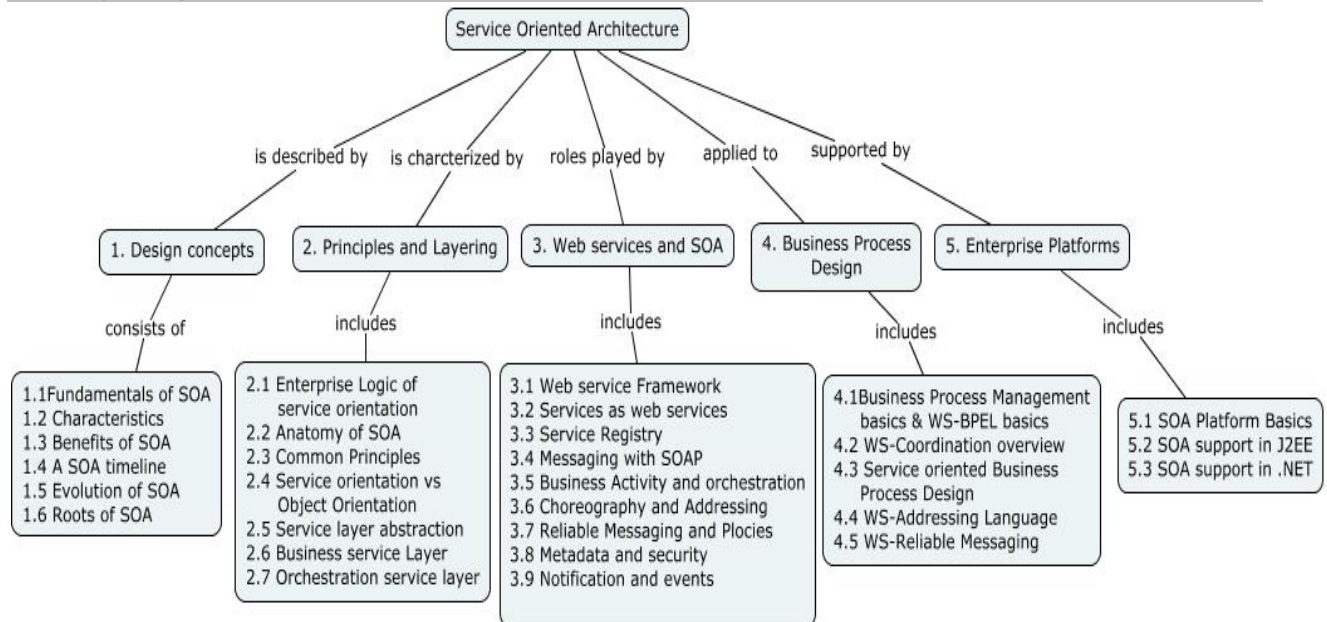 Service Oriented Architecture
is described by
is charcterized by
roles played by
applied to
supported by
1. Design concepts
2. Principles and Layering
3. Web services and SOA
4. Business Process
Design
5. Enterprise Platforms
consists of
includes
includes
includes
includes
1.1Fundamentals of SOA
1.2 Characteristics
1.3 Benefits of SOA
1.4 A SOA timeline
1.5 Evolution of SOA
1.6 Roots of SOA
2.1 Enterprise Logic of
service orientation
2.2 Anatomy of SOA
2.3 Common Principles
2.4 Service orientation vs
Object Orientation
2.5 Service layer abstraction
2.6 Business service Layer
2.7 Orchestration service layer
3.1 Web service Framework
3.2 Services as web services
3.3 Service Registry
3.4 Messaging with SOAP
3.5 Business Activity and orchestration
3.6 Choreography and Addressing
3.7 Reliable Messaging and Plocies
3.8 Metadata and security
3.9 Notification and events
4.1Business Process Management
basics & WS-BPEL basics
4.2 WS-Coordination overview
4.3 Service oriented Business
Process Design
4.4 WS-Addressing Language
4.5 WS-Reliable Messaging
5.1 SOA Platform Basics
5.2 SOA support in J2EE
5.3 SOA support in .NET